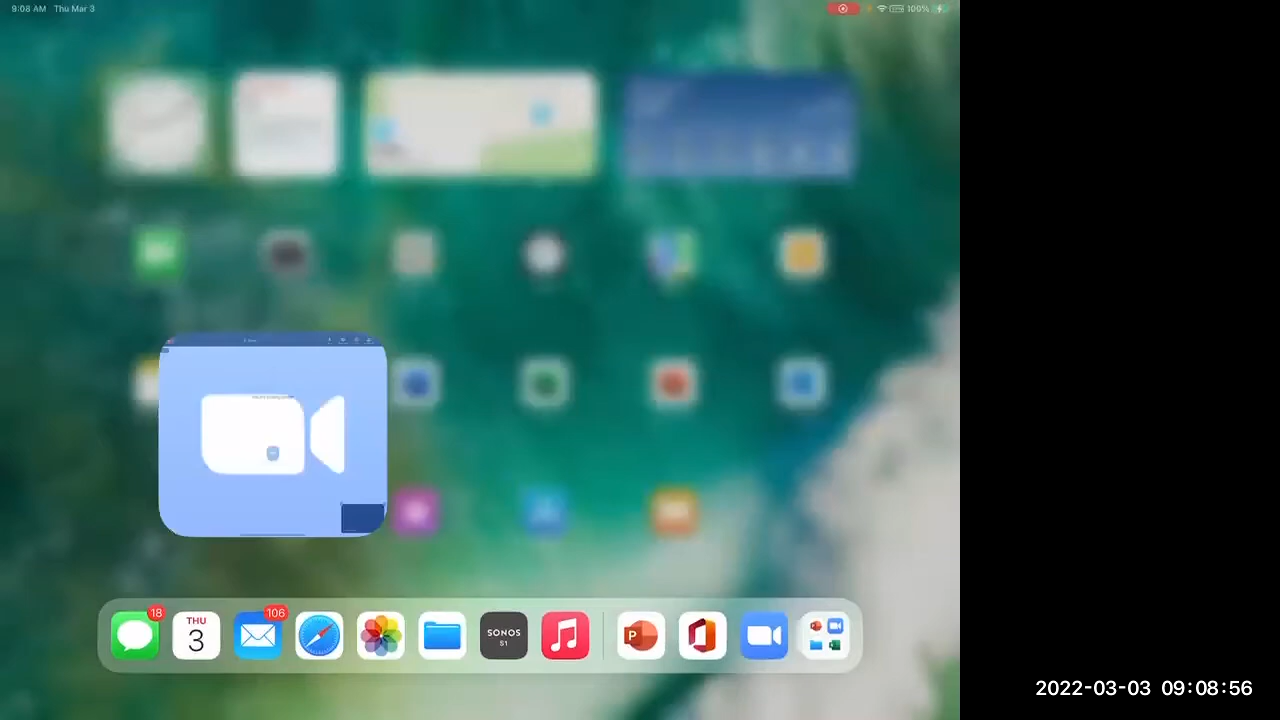 9:08 AM Thu Mar 3
100%
18
THU
3
106
SONOS
S1
P
2022-03-03 09:08:56